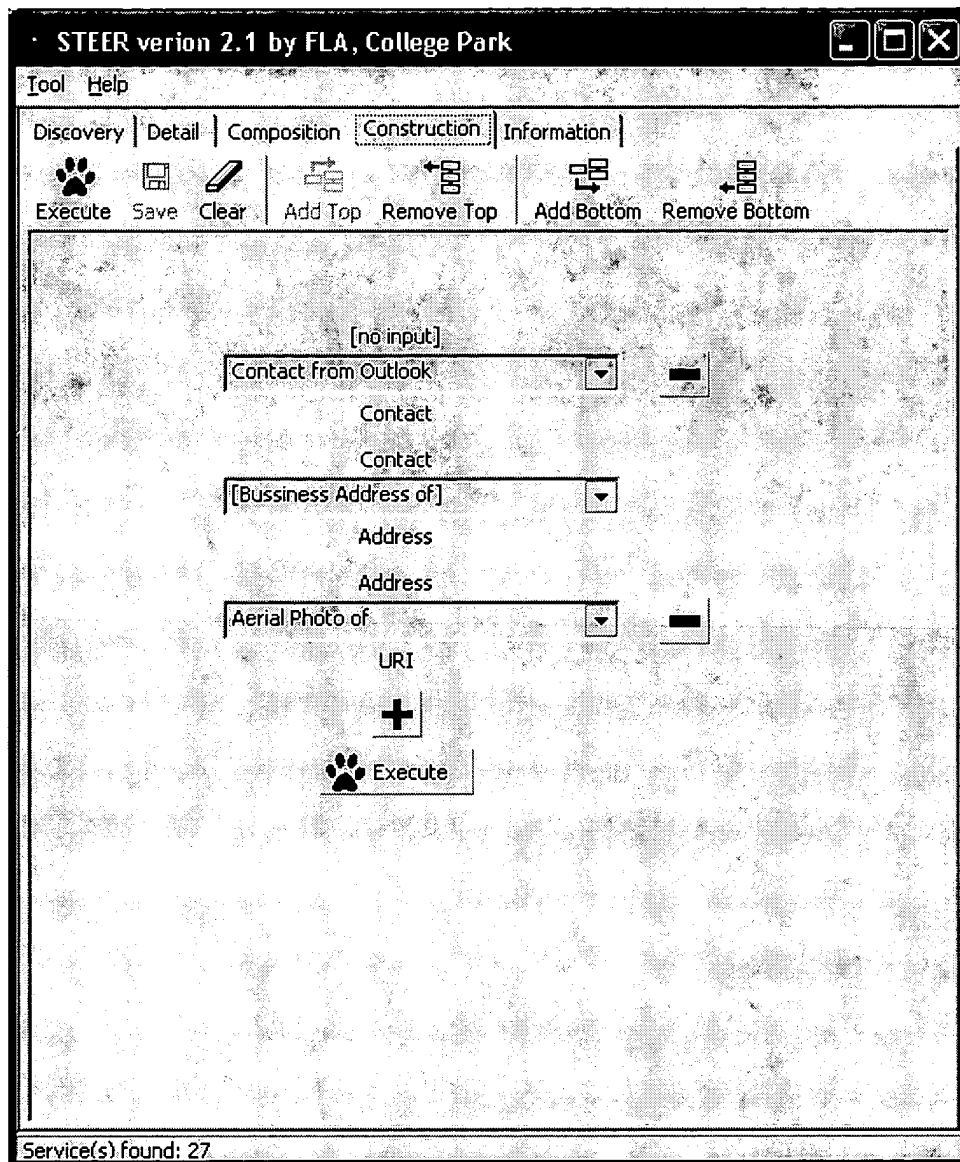 STEER verion 2.1 by FLA, College Park
Tool Help
Discovery Detail Composition Construction Information
Execute Save Clear Add Top Remove Top Add Bottom Remove Bottom
[no input]
Contact from Outlook
Contact
Contact
[Bussiness Address of]
Address
Address
Aerial Photo of
URI
Execute
Service(s) found: 27